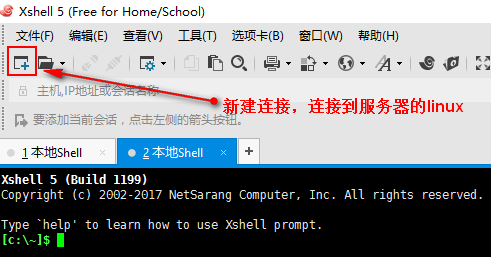 Xshell 5 (Free for Home/School)
文件(F) 编辑(E) 查看(V) 工具(T) 选项卡(B) 窗口(W) 帮助(H)
主机,IP地址或会话名称
新建连接，连接到服务器的linux
要添加当前会话，点击左侧的箭头按钮。
1 本地Shell × 2 本地Shell × +
Xshell 5 (Build 1199)
Copyright (c) 2002-2017 NetSarang Computer, Inc. All rights reserved.
Type `help' to learn how to use Xshell prompt.
[c:\~]$